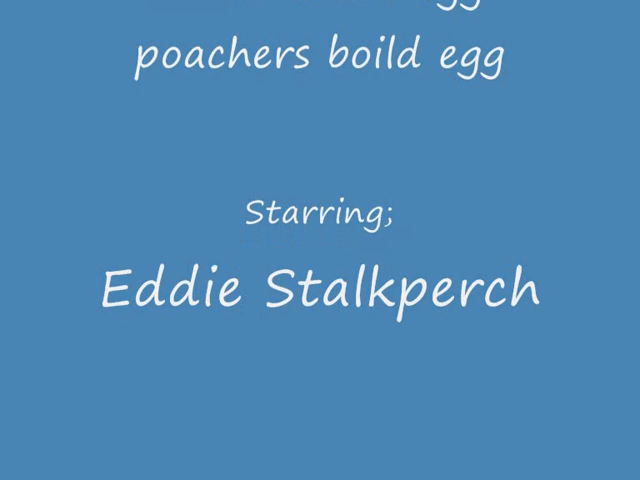 poachers boild egg
Starring;
Eddie Stalkperch